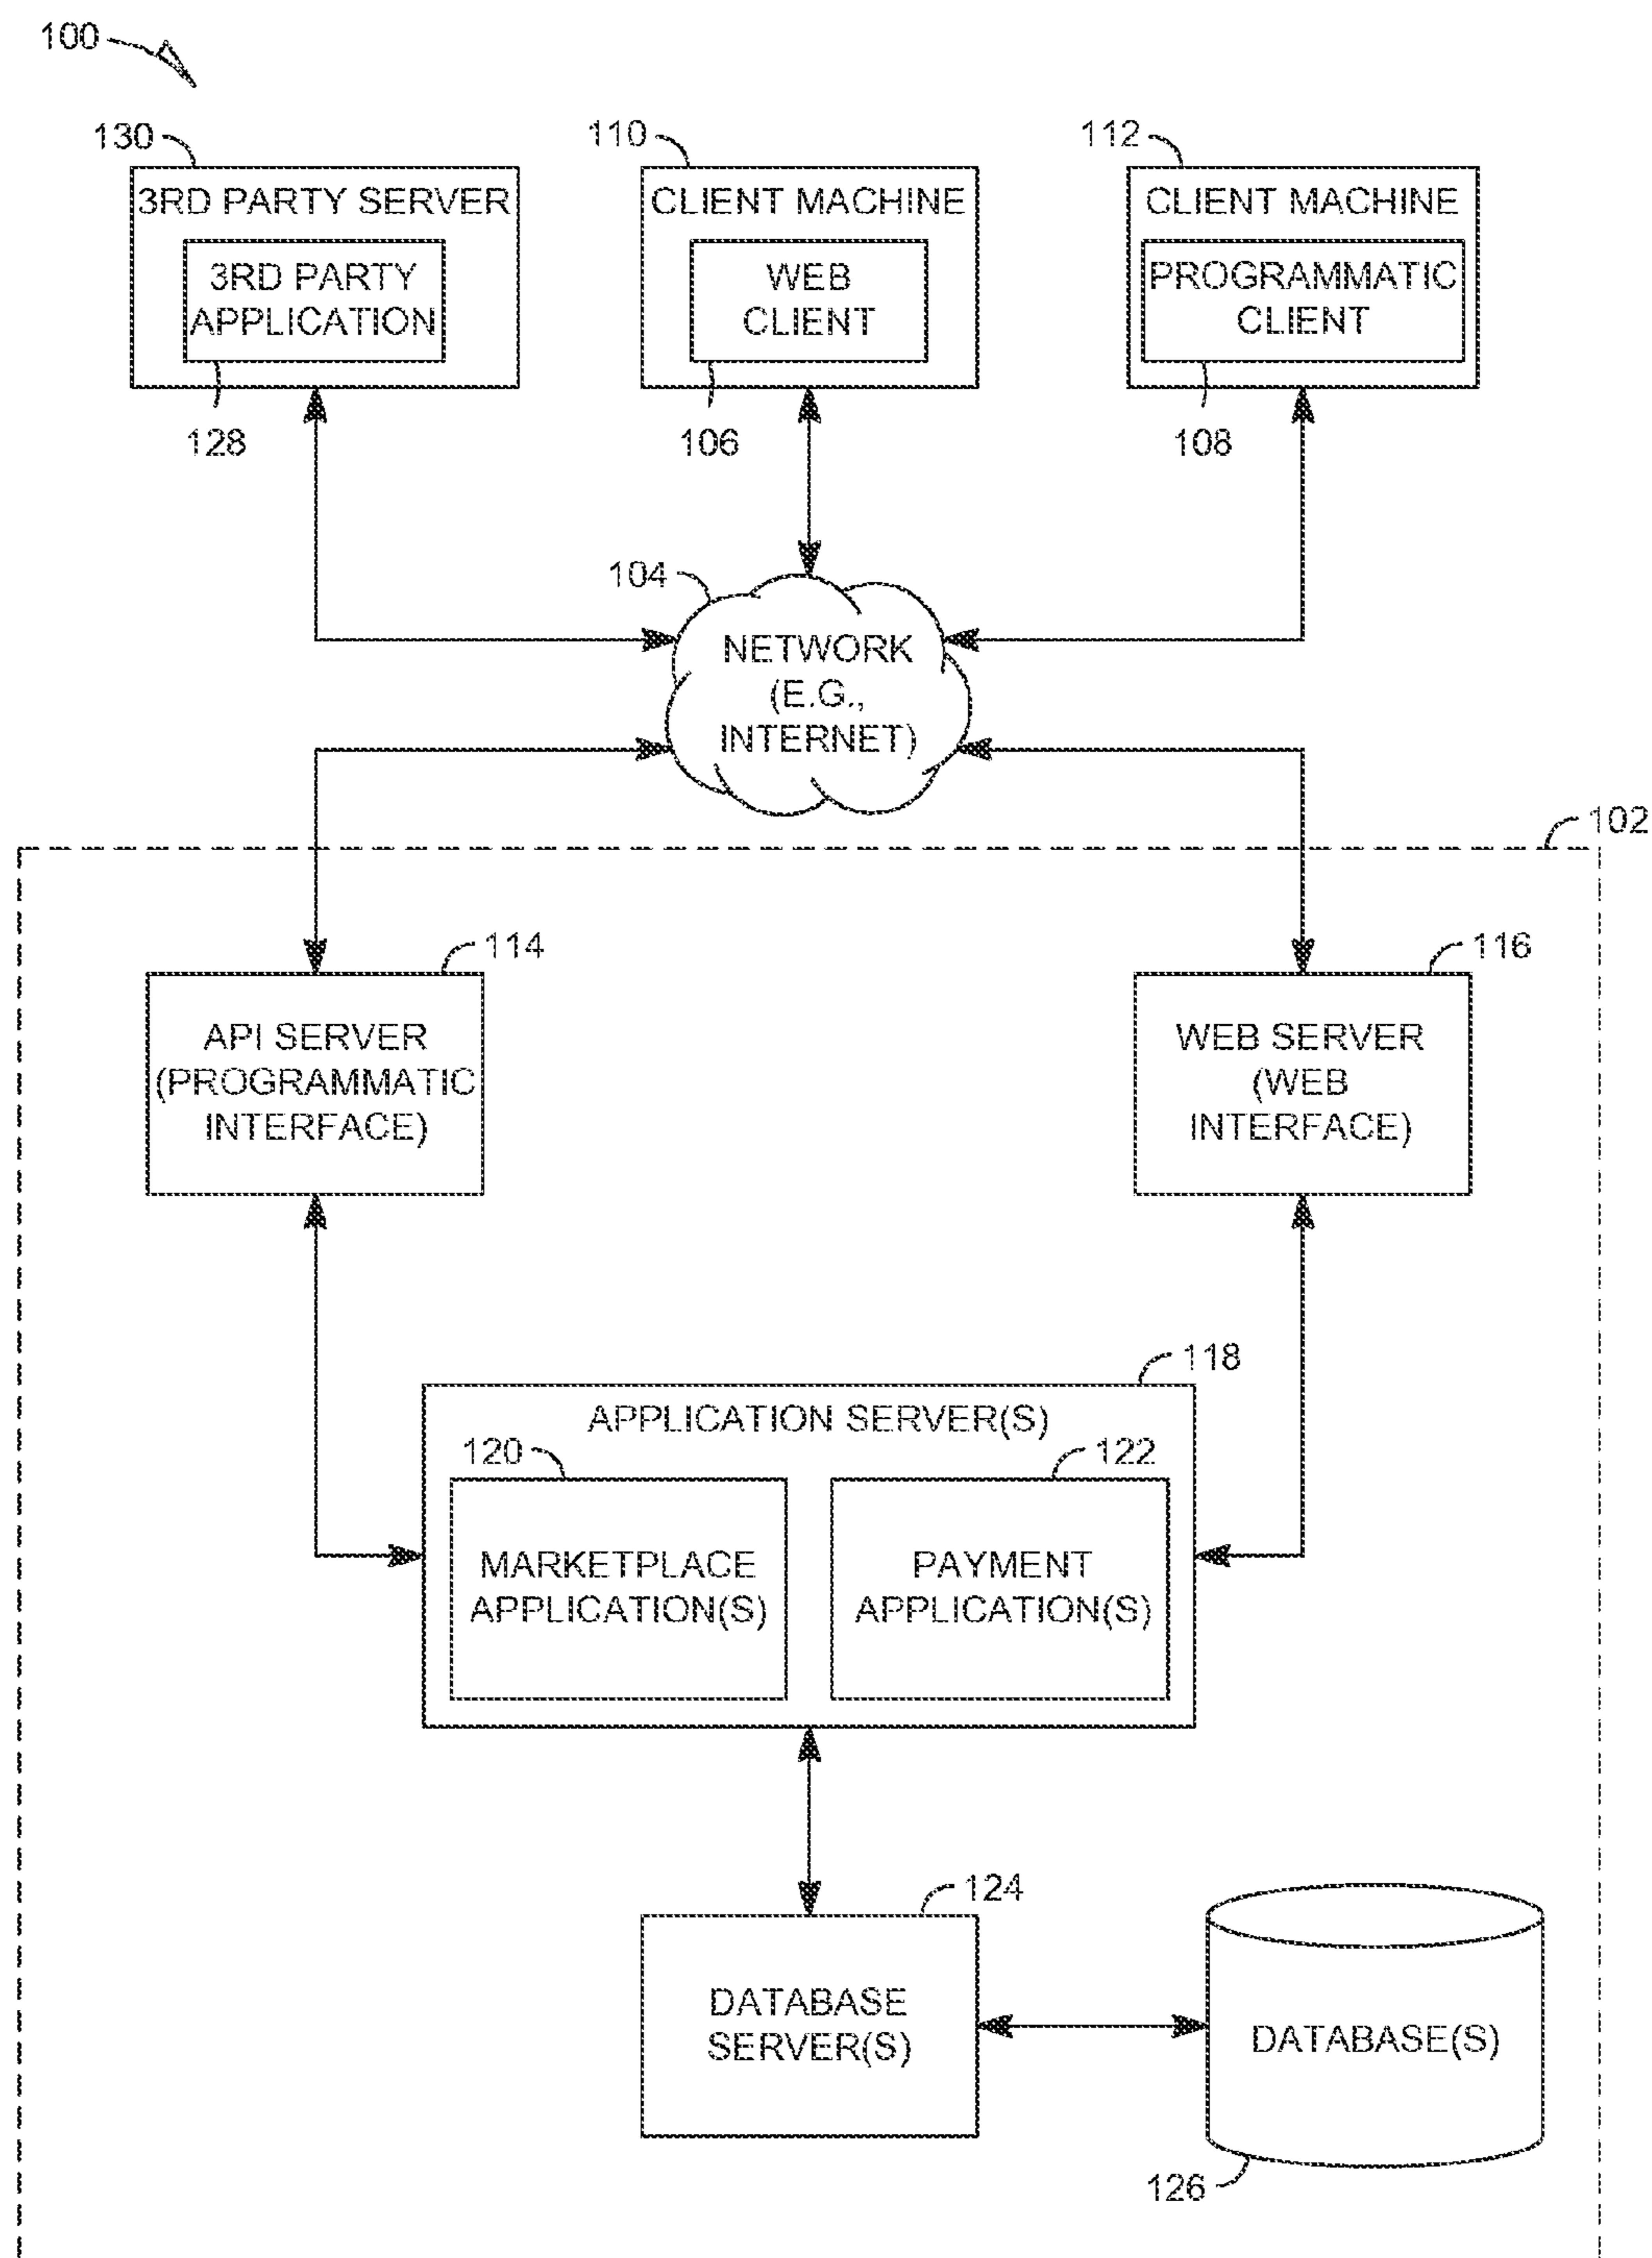 100
130
110
112
3RD PARTY SERVER
CLIENT MACHINE
CLIENT MACHINE
3RD PARTY
APPLICATION
WEB
CLIENT
PROGRAMMATIC
CLIENT
128
106
108
104
NETWORK
(E.G.,
INTERNET)
102
114
116
API SERVER
(PROGRAMMATIC
INTERFACE)
WEB SERVER
(WEB
INTERFACE)
118
APPLICATION SERVER(S)
120
122
MARKETPLACE
APPLICATION(S)
PAYMENT
APPLICATION(S)
124
DATABASE
SERVER(S)
DATABASE(S)
126